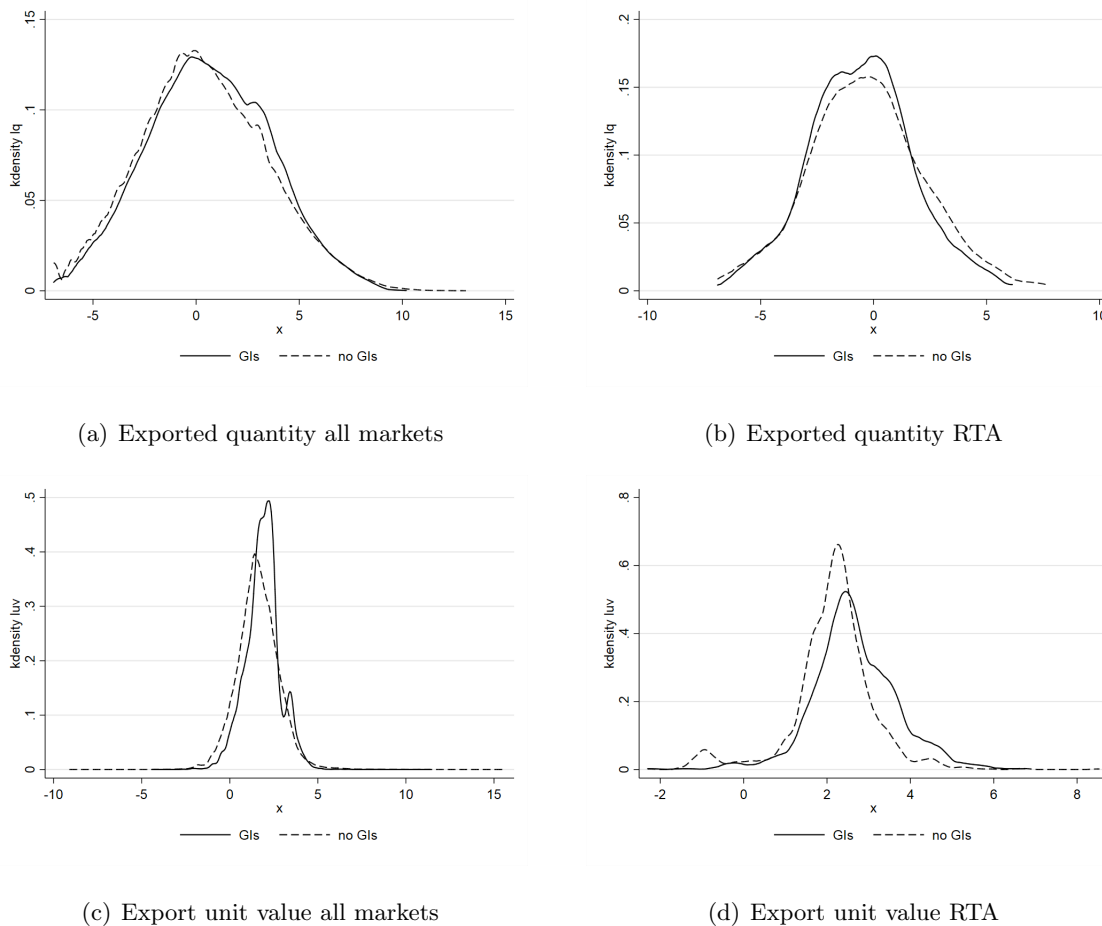 kdensity lq
0 .05 .1 .15
-5 0 5 10 15
x
GIs no GIs
(a) Exported quantity all markets
kdensity lq
0 .05 .1 .15 .2
-10 -5 0 5 10
x
GIs no GIs
(b) Exported quantity RTA
kdensity luv
0 .1 .2 .3 .4 .5
-10 -5 0 5 10 15
x
GIs no GIs
(c) Export unit value all markets
kdensity luv
0 .2 .4 .6 .8
-2 0 2 4 6 8
x
GIs no GIs
(d) Export unit value RTA